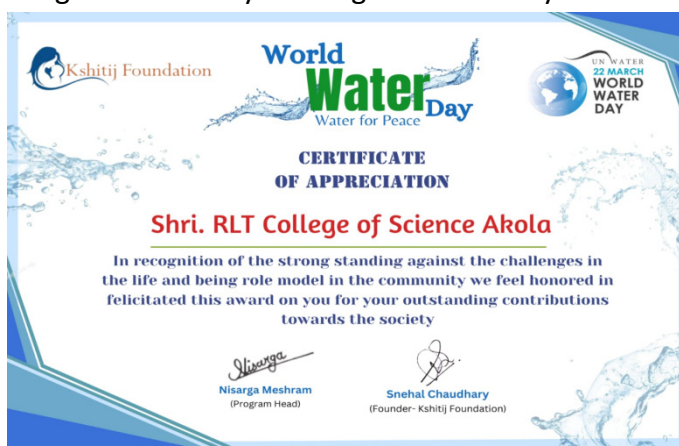 Kshitij Foundation
World
Water Day
Water for Peace
UN WATER
22 MARCH
WORLD
WATER
DAY
CERTIFICATE
OF APPRECIATION
Shri. RLT College of Science Akola
In recognition of the strong standing against the challenges in
the life and being role model in the community we feel honored in
felicitated this award on you for your outstanding contributions
towards the society
Nisarga
Nisarga Meshram
(Program Head)
Snehal Chaudhary
(Founder- Kshitij Foundation)